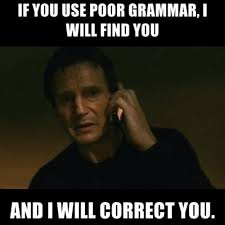 IF YOU USE POOR GRAMMAR, I
WILL FIND YOU
AND I WILL CORRECT YOU.